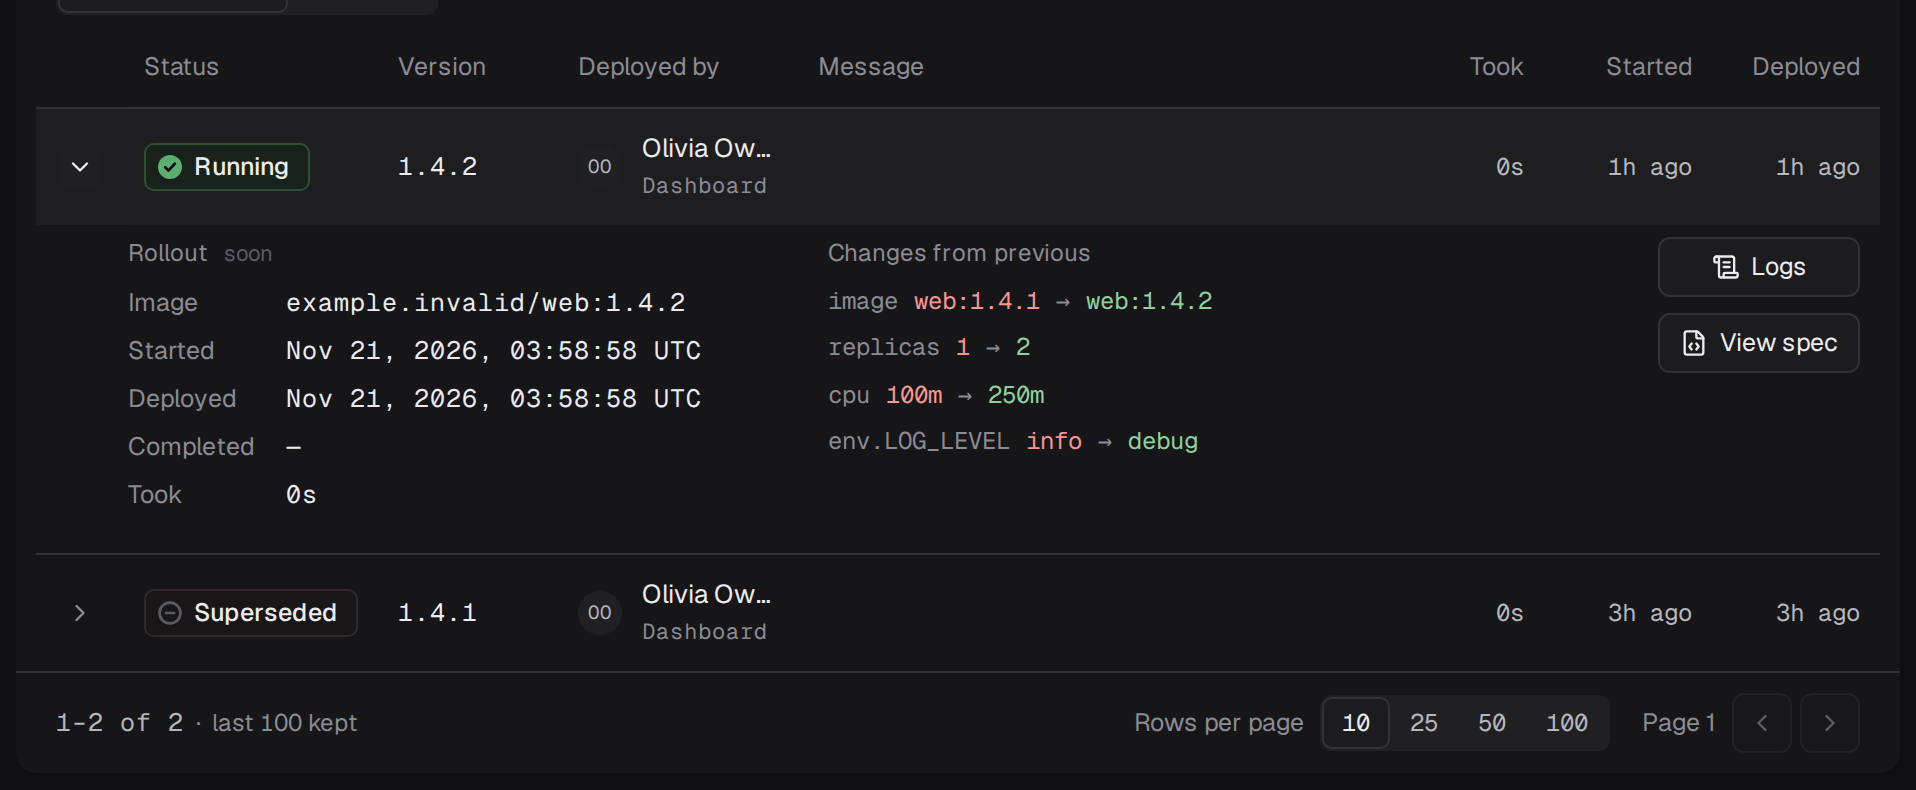 Status Version Deployed by Message Took Started Deployed
Running 1.4.2 OO Olivia Ow... 0s 1h ago 1h ago
Dashboard
Rollout soon
Image example.invalid/web:1.4.2
Started Nov 21, 2026, 03:58:58 UTC
Deployed Nov 21, 2026, 03:58:58 UTC
Completed —
Took 0s
Changes from previous
image web:1.4.1 → web:1.4.2
replicas 1 → 2
cpu 100m → 250m
env.LOG_LEVEL info → debug
Logs
View spec
Superseded 1.4.1 OO Olivia Ow... 0s 3h ago 3h ago
Dashboard
1–2 of 2 · last 100 kept Rows per page 10 25 50 100 Page 1